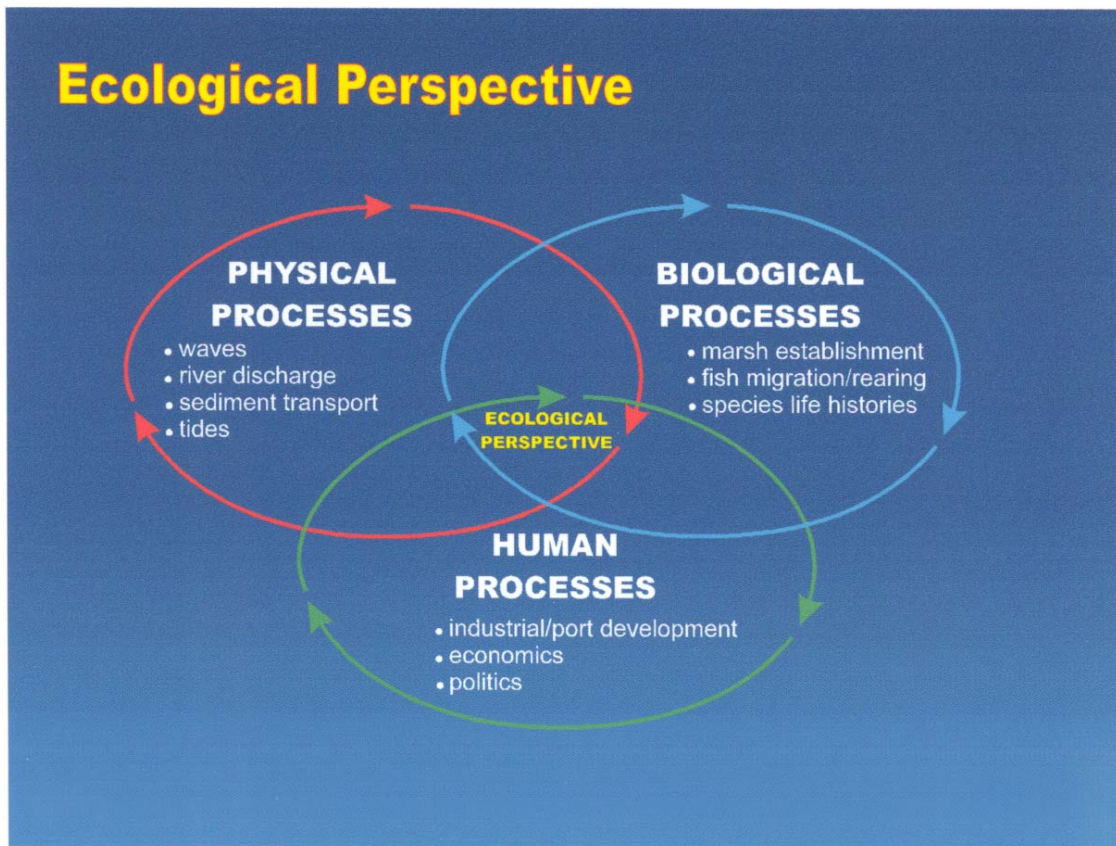 Ecological Perspective
PHYSICAL
PROCESSES
• waves
• river discharge
• sediment transport
• tides
BIOLOGICAL
PROCESSES
• marsh establishment
• fish migration/rearing
• species life histories
ECOLOGICAL
PERSPECTIVE
HUMAN
PROCESSES
• industrial/port development
• economics
• politics